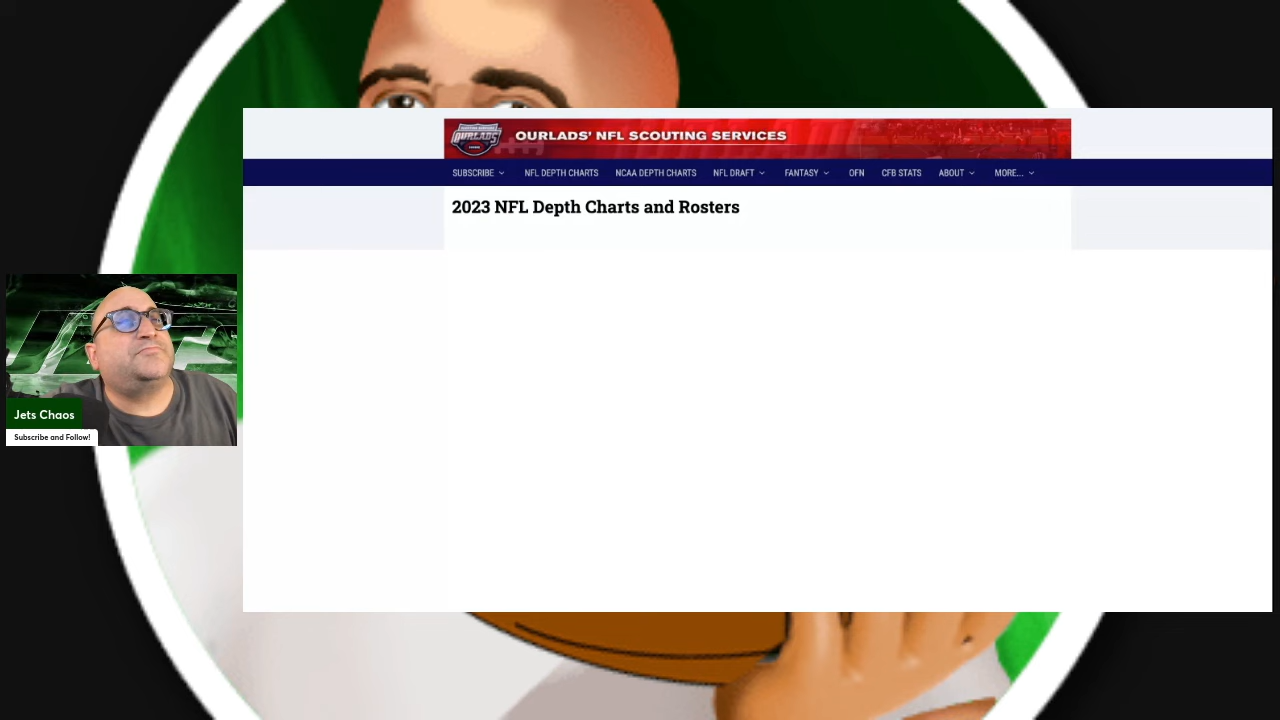 OURLADS
OURLADS' NFL SCOUTING SERVICES
SUBSCRIBE NFL DEPTH CHARTS NCAA DEPTH CHARTS NFL DRAFT FANTASY OFN CFB STATS ABOUT MORE...
2023 NFL Depth Charts and Rosters
Jets Chaos
Subscribe and Follow!